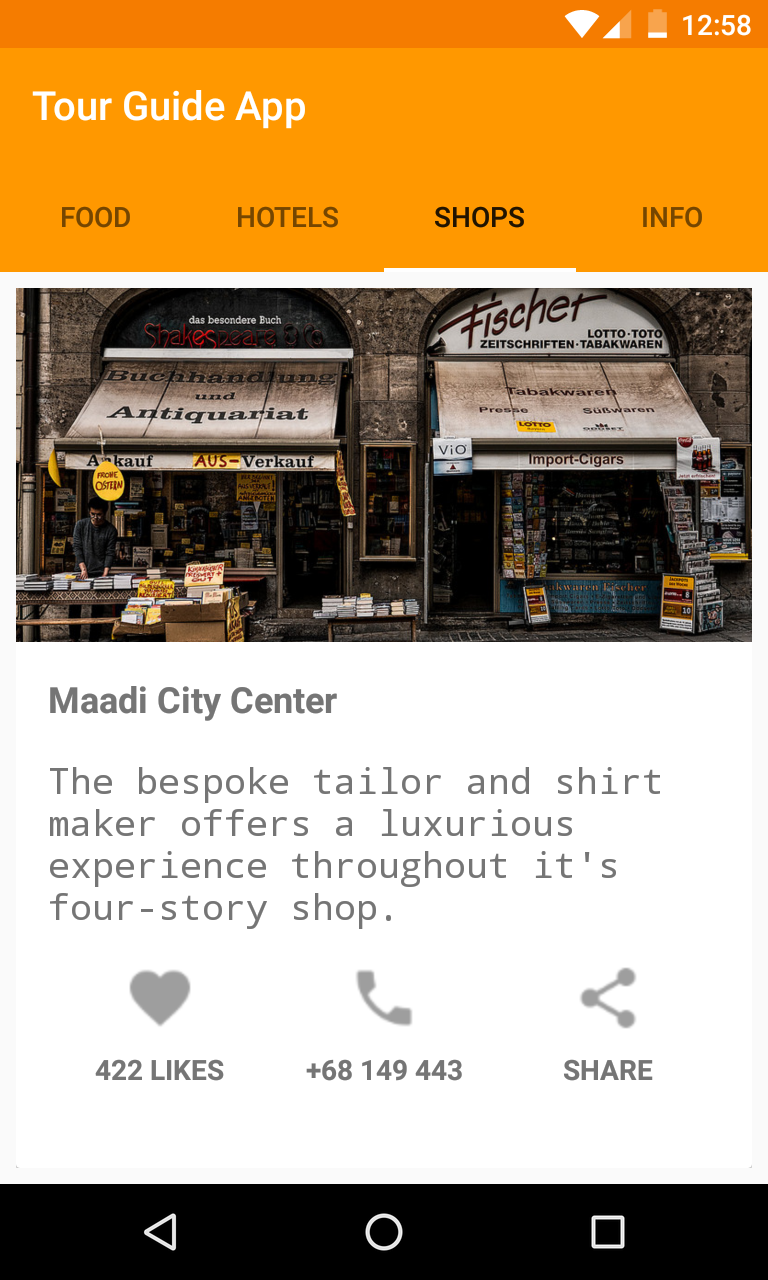 12:58
Tour Guide App
FOOD HOTELS SHOPS INFO
das besondere Buch
Shakespeare
Fischer
LOTTO·TOTO
ZEITSCHRIFTEN·TABAKWAREN
Buchhandlung
und
Antiquariat
Tabakwaren
Presse Süßwaren
LOTTO
Ankauf AUS-Verkauf
ViO
Import-Cigars
FROHE
OSTERN
Tabakwaren Fischer
Maadi City Center
The bespoke tailor and shirt
maker offers a luxurious
experience throughout it's
four-story shop.
422 LIKES +68 149 443 SHARE